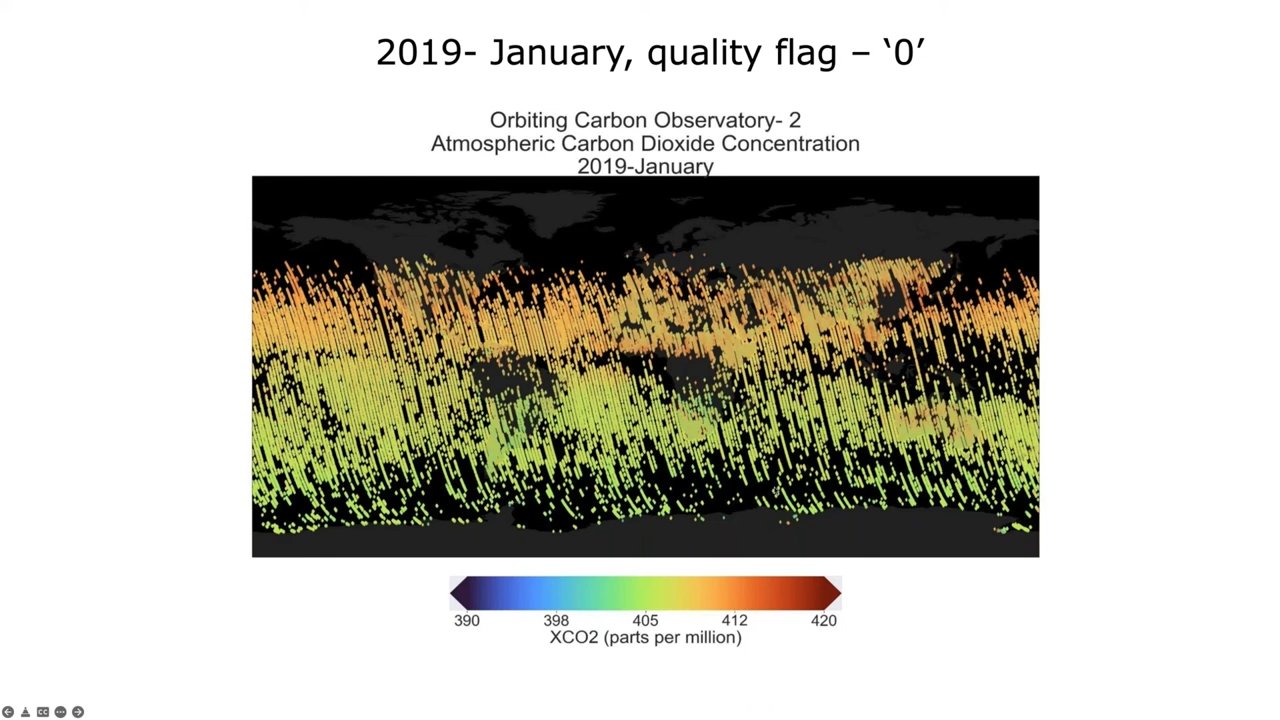 2019- January, quality flag – ‘0’
Orbiting Carbon Observatory- 2
Atmospheric Carbon Dioxide Concentration
2019-January
390 398 405 412 420
XCO2 (parts per million)
CC